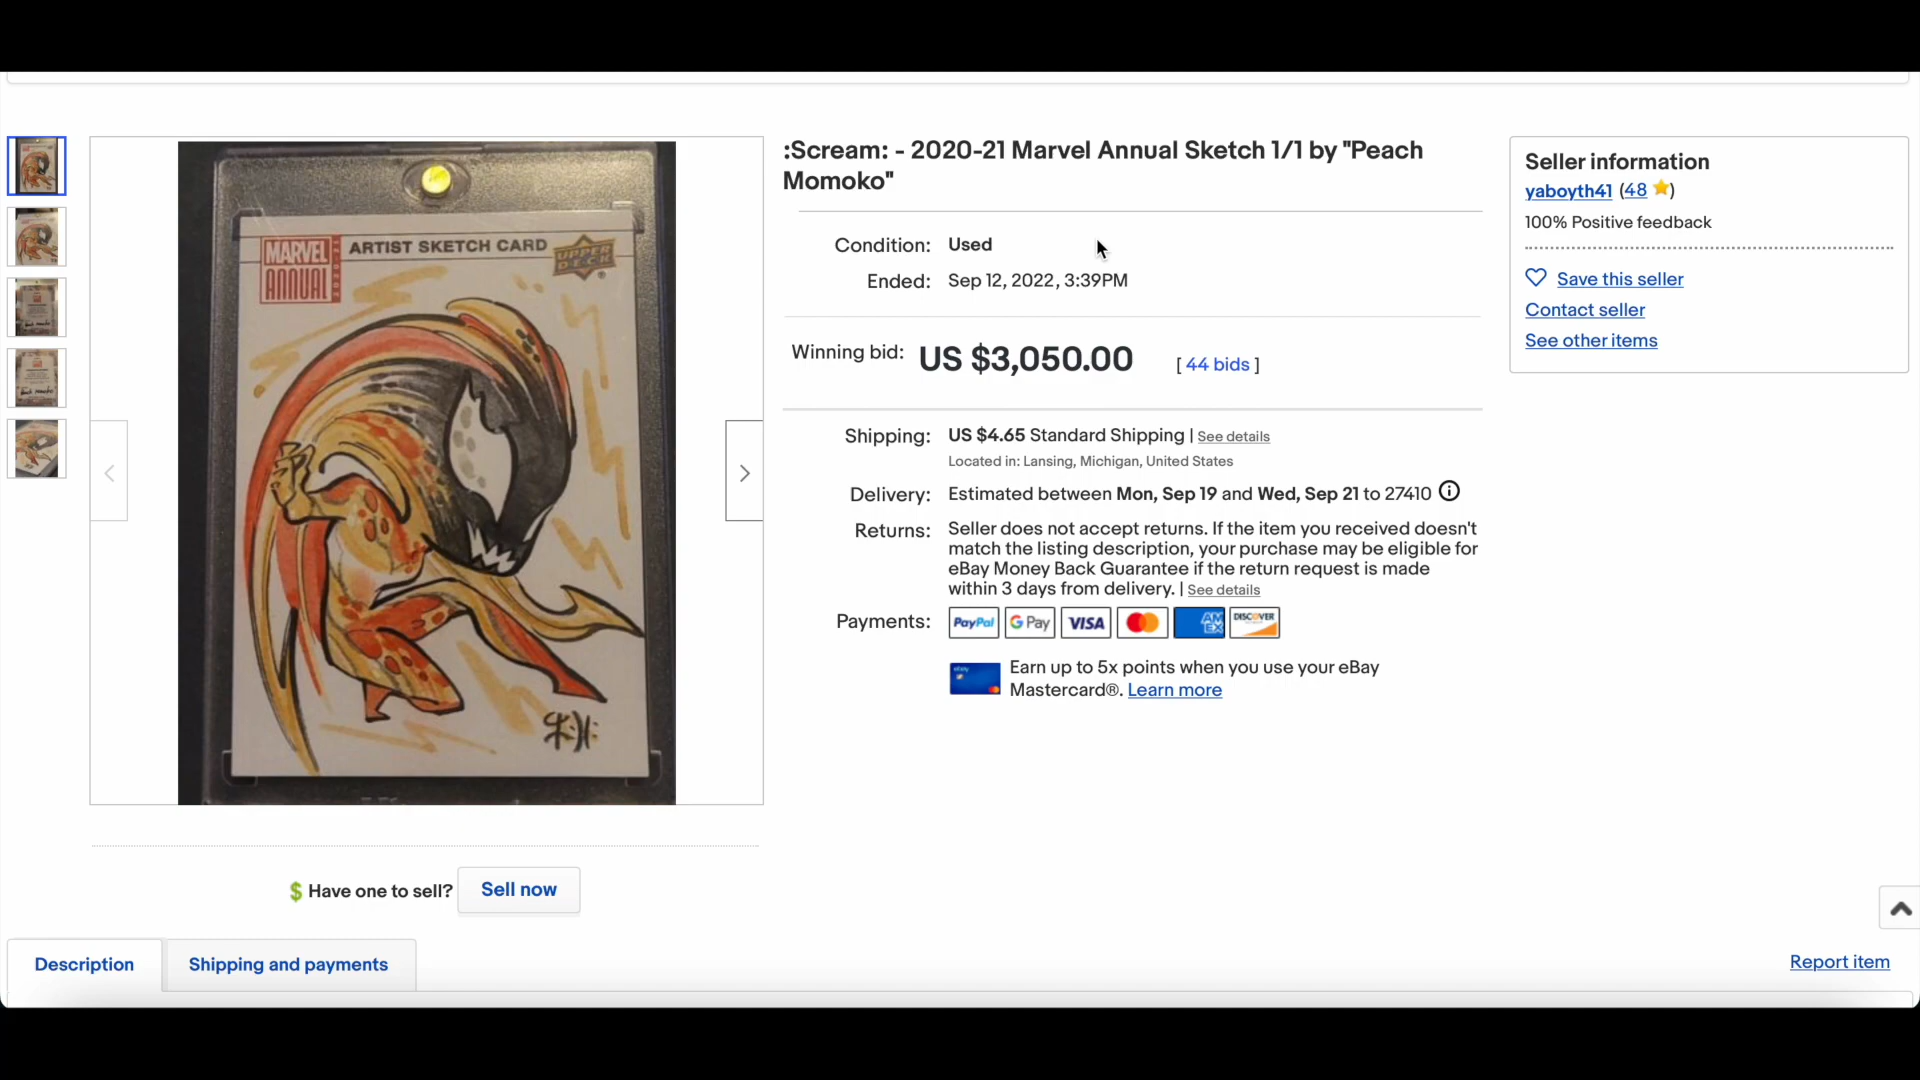 :Scream: - 2020-21 Marvel Annual Sketch 1/1 by "Peach
Momoko"
Condition: Used
Ended: Sep 12, 2022, 3:39PM
Winning bid: US $3,050.00 [ 44 bids ]
Shipping: US $4.65 Standard Shipping | See details
Located in: Lansing, Michigan, United States
Delivery: Estimated between Mon, Sep 19 and Wed, Sep 21 to 27410
Returns: Seller does not accept returns. If the item you received doesn't
match the listing description, your purchase may be eligible for
eBay Money Back Guarantee if the return request is made
within 3 days from delivery. | See details
Payments: PayPal G Pay VISA AM EX DISCOVER
ebay
Earn up to 5x points when you use your eBay
Mastercard®. Learn more
Seller information
yaboyth41 (48)
100% Positive feedback
Save this seller
Contact seller
See other items
MARVEL
ANNUAL
ARTIST SKETCH CARD
UPPER
DECK
Have one to sell? Sell now
Description
Shipping and payments
Report item